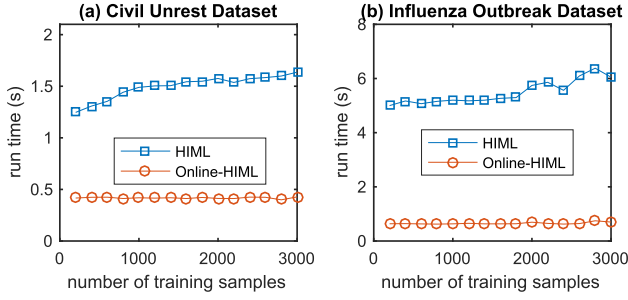 (a) Civil Unrest Dataset
run time (s)
2
1.5
1
0.5
0
HIML
Online-HIML
0
1000
2000
3000
number of training samples
(b) Influenza Outbreak Dataset
run time (s)
8
6
4
2
0
HIML
Online-HIML
0
1000
2000
3000
number of training samples